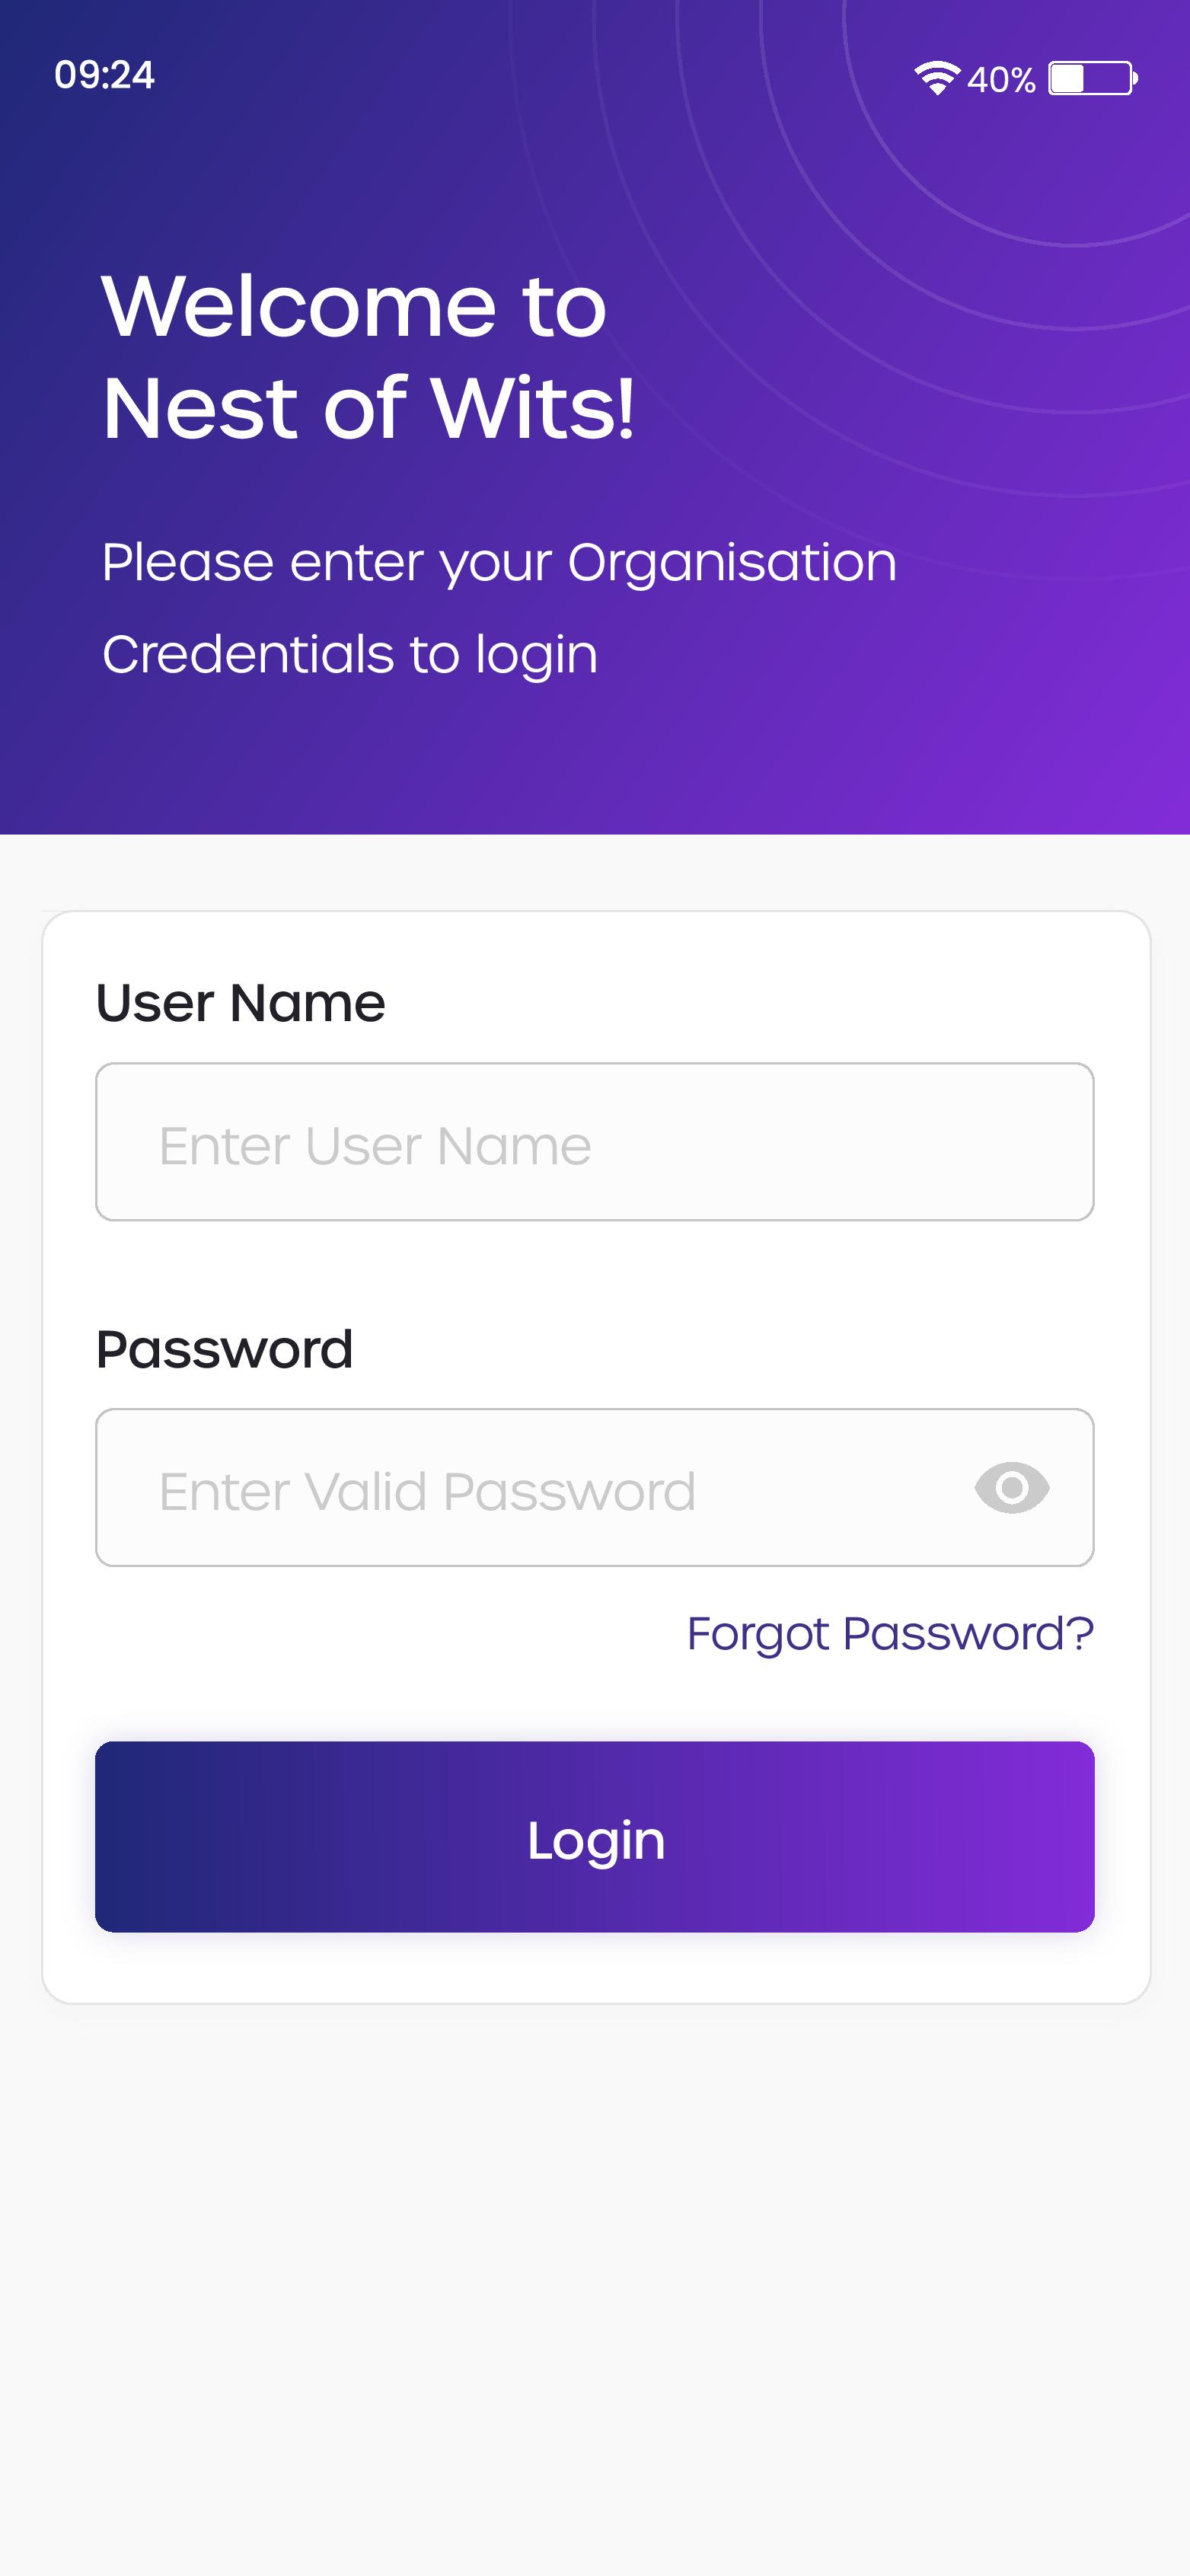 09:24
40%
Welcome to
Nest of Wits!
Please enter your Organisation
Credentials to login
User Name
Enter User Name
Password
Enter Valid Password
Forgot Password?
Login